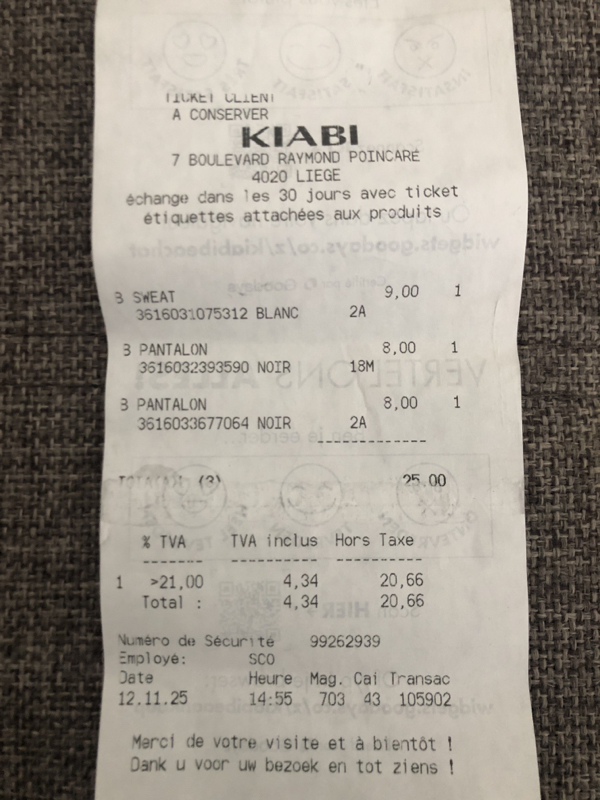 TICKET CLIENT
A CONSERVER
KIABI
7 BOULEVARD RAYMOND POINCARE
4020 LIEGE
échange dans les 30 jours avec ticket
étiquettes attachées aux produits
3 SWEAT 9,00 1
3616031075312 BLANC 2A
3 PANTALON 8,00 1
3616032393590 NOIR 18M
3 PANTALON 8,00 1
3616033677064 NOIR 2A
------------
(3) 25.00
% TVA TVA inclus Hors Taxe
------- ---------- ----------
1 >21,00 4,34 20,66
Total : 4,34 20,66
Numéro de Sécurité 99262939
Employé: SCO
Date Heure Mag. Cai Transac
12.11.25 14:55 703 43 105902
Merci de votre visite et à bientôt !
Dank u voor uw bezoek en tot ziens !